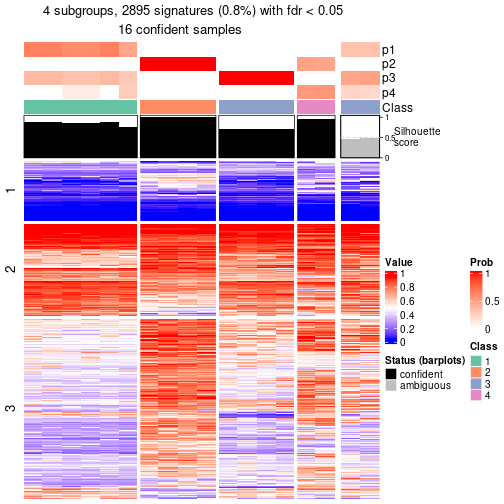 4 subgroups, 2895 signatures (0.8%) with fdr < 0.05
16 confident samples
p1
p2
p3
p4
Class
1
0.5
0
Silhouette
score
1
2
3
Value
1
0.8
0.6
0.4
0.2
0
Prob
1
0.5
0
Status (barplots)
confident
ambiguous
Class
1
2
3
4